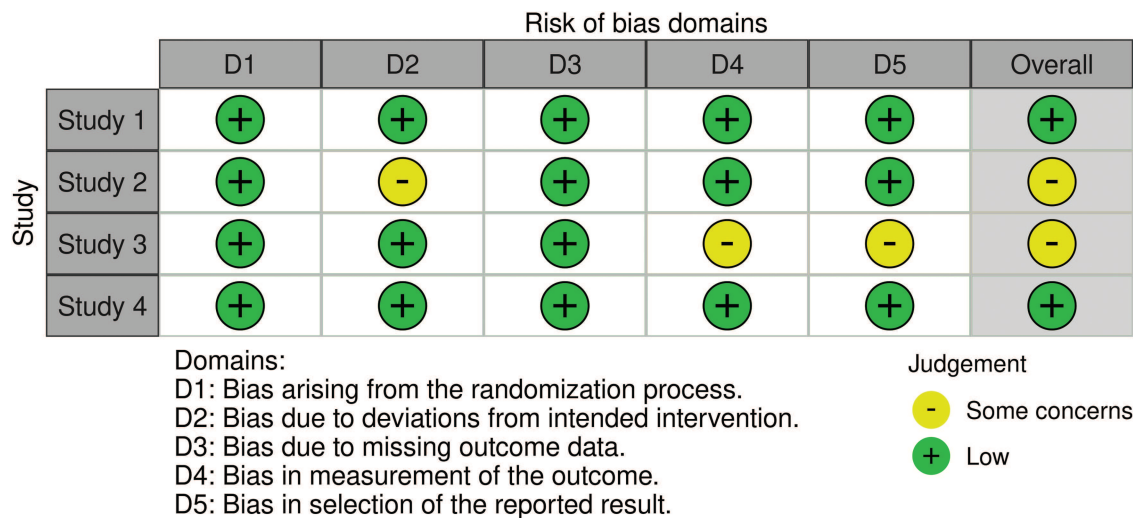 Risk of bias domains
D1 D2 D3 D4 D5 Overall
Study
Study 1 + + + + + +
Study 2 + - + + + -
Study 3 + + + - - -
Study 4 + + + + + +
Domains:
D1: Bias arising from the randomization process.
D2: Bias due to deviations from intended intervention.
D3: Bias due to missing outcome data.
D4: Bias in measurement of the outcome.
D5: Bias in selection of the reported result.
Judgement
- Some concerns
+ Low